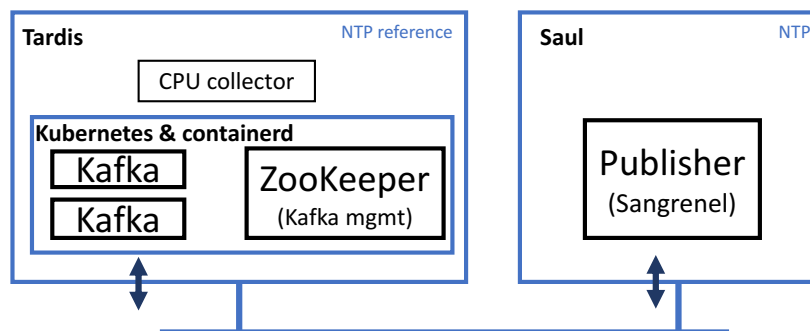 Tardis
NTP reference
CPU collector
Kubernetes & containerd
Kafka
Kafka
ZooKeeper
(Kafka mgmt)
Saul
NTP
Publisher
(Sangrenel)